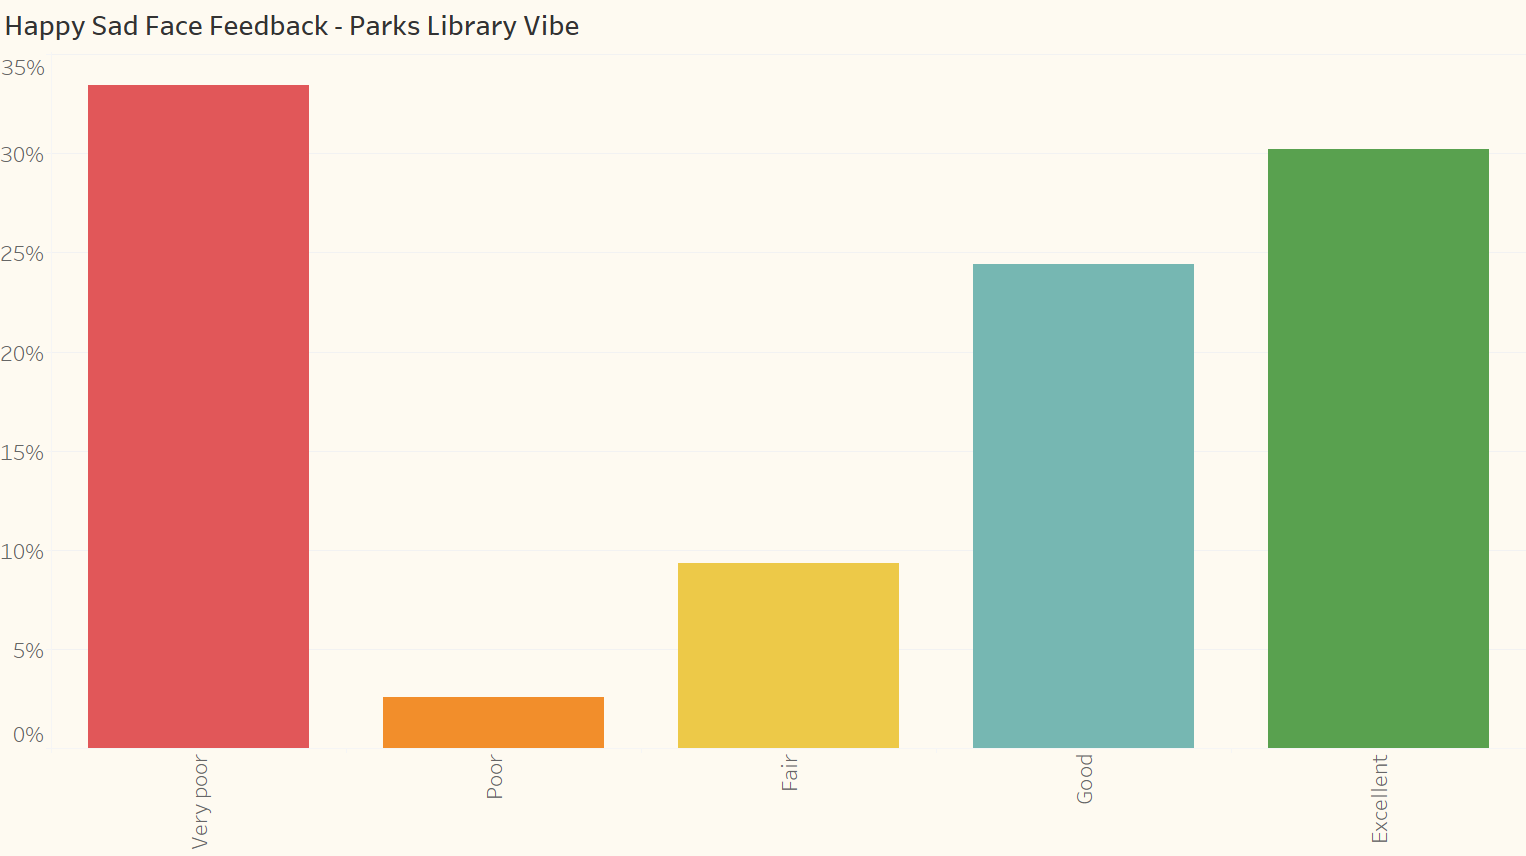 Happy Sad Face Feedback - Parks Library Vibe
35%
30%
25%
20%
15%
10%
5%
0%
Very poor
Poor
Fair
Good
Excellent